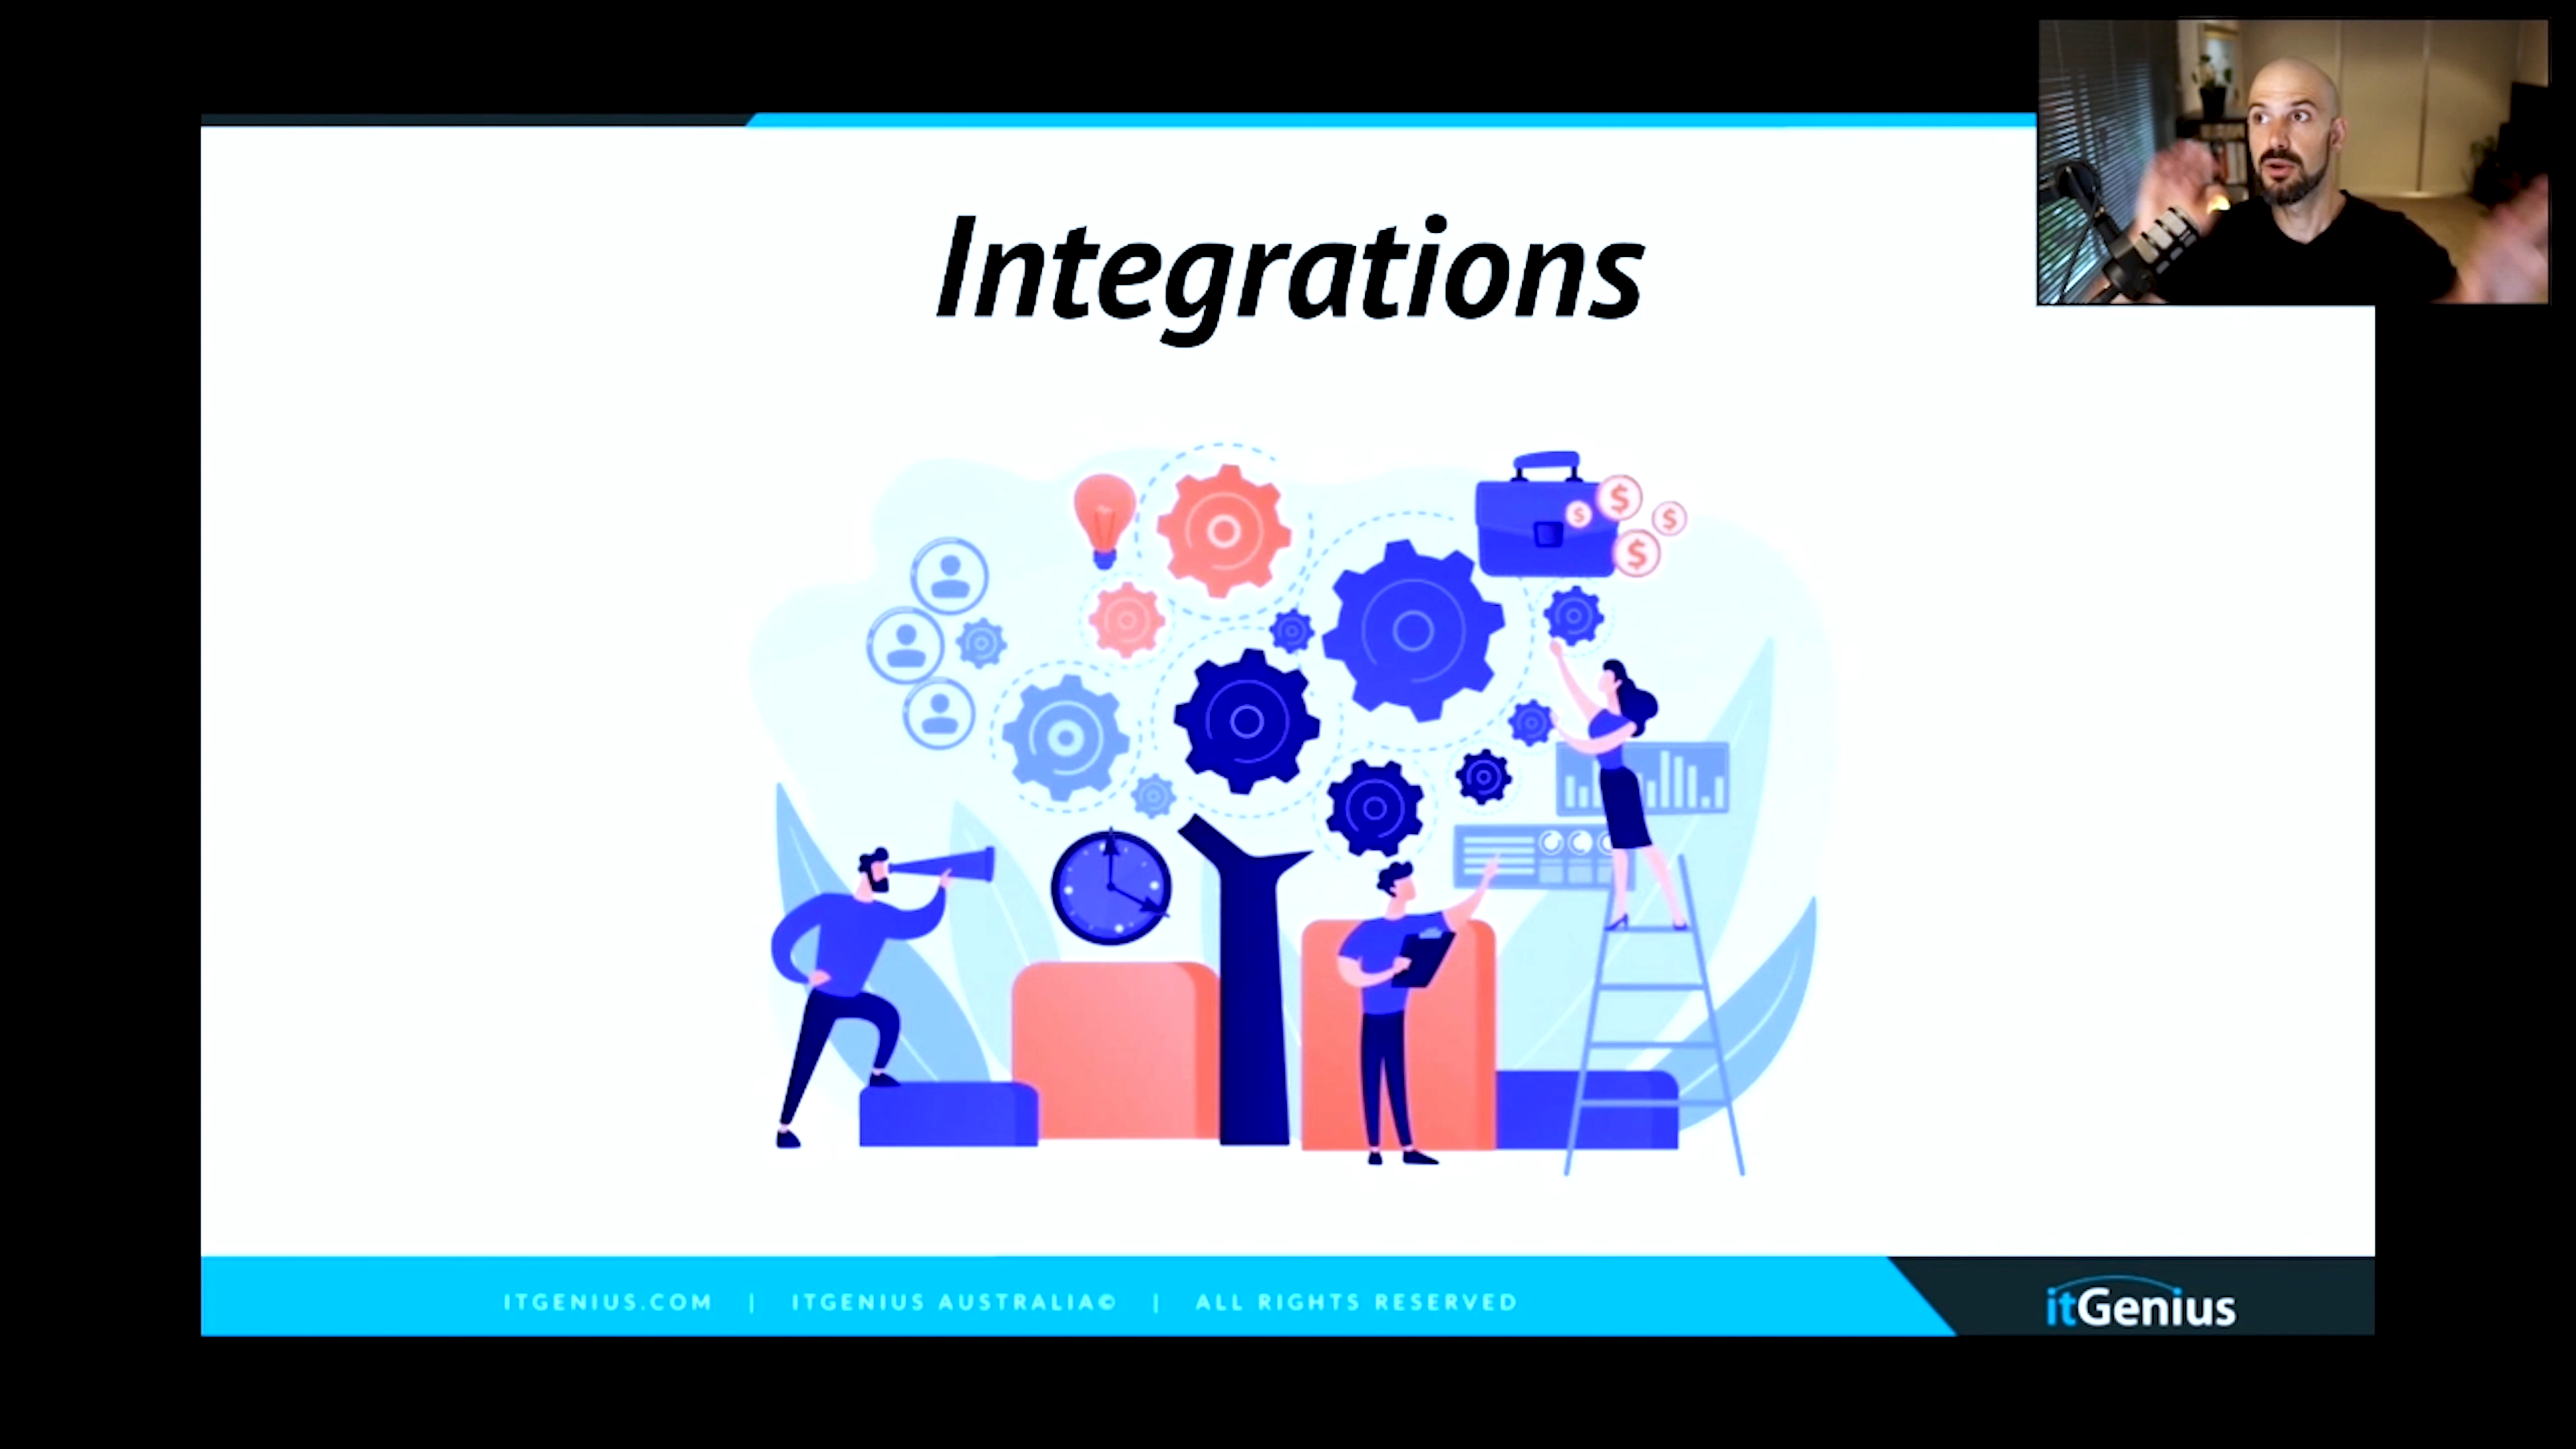 Integrations
$
$
$
$
ITGENIUS.COM | ITGENIUS AUSTRALIA© | ALL RIGHTS RESERVED
itGenius